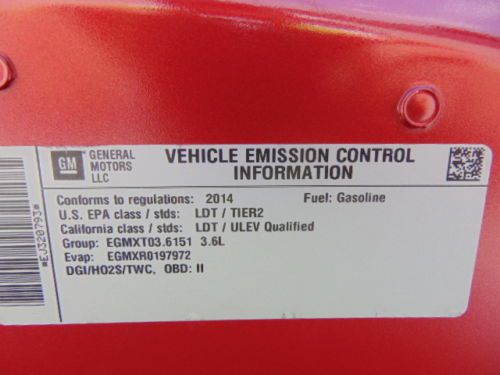 GM GENERAL MOTORS LLC
VEHICLE EMISSION CONTROL INFORMATION
Conforms to regulations: 2014 Fuel: Gasoline
U.S. EPA class / stds: LDT / TIER2
California class / stds: LDT / ULEV Qualified
Group: EGMXT03.6151 3.6L
Evap: EGMXR0197972
DGI/HO2S/TWC, OBD: II
*EJ320793*